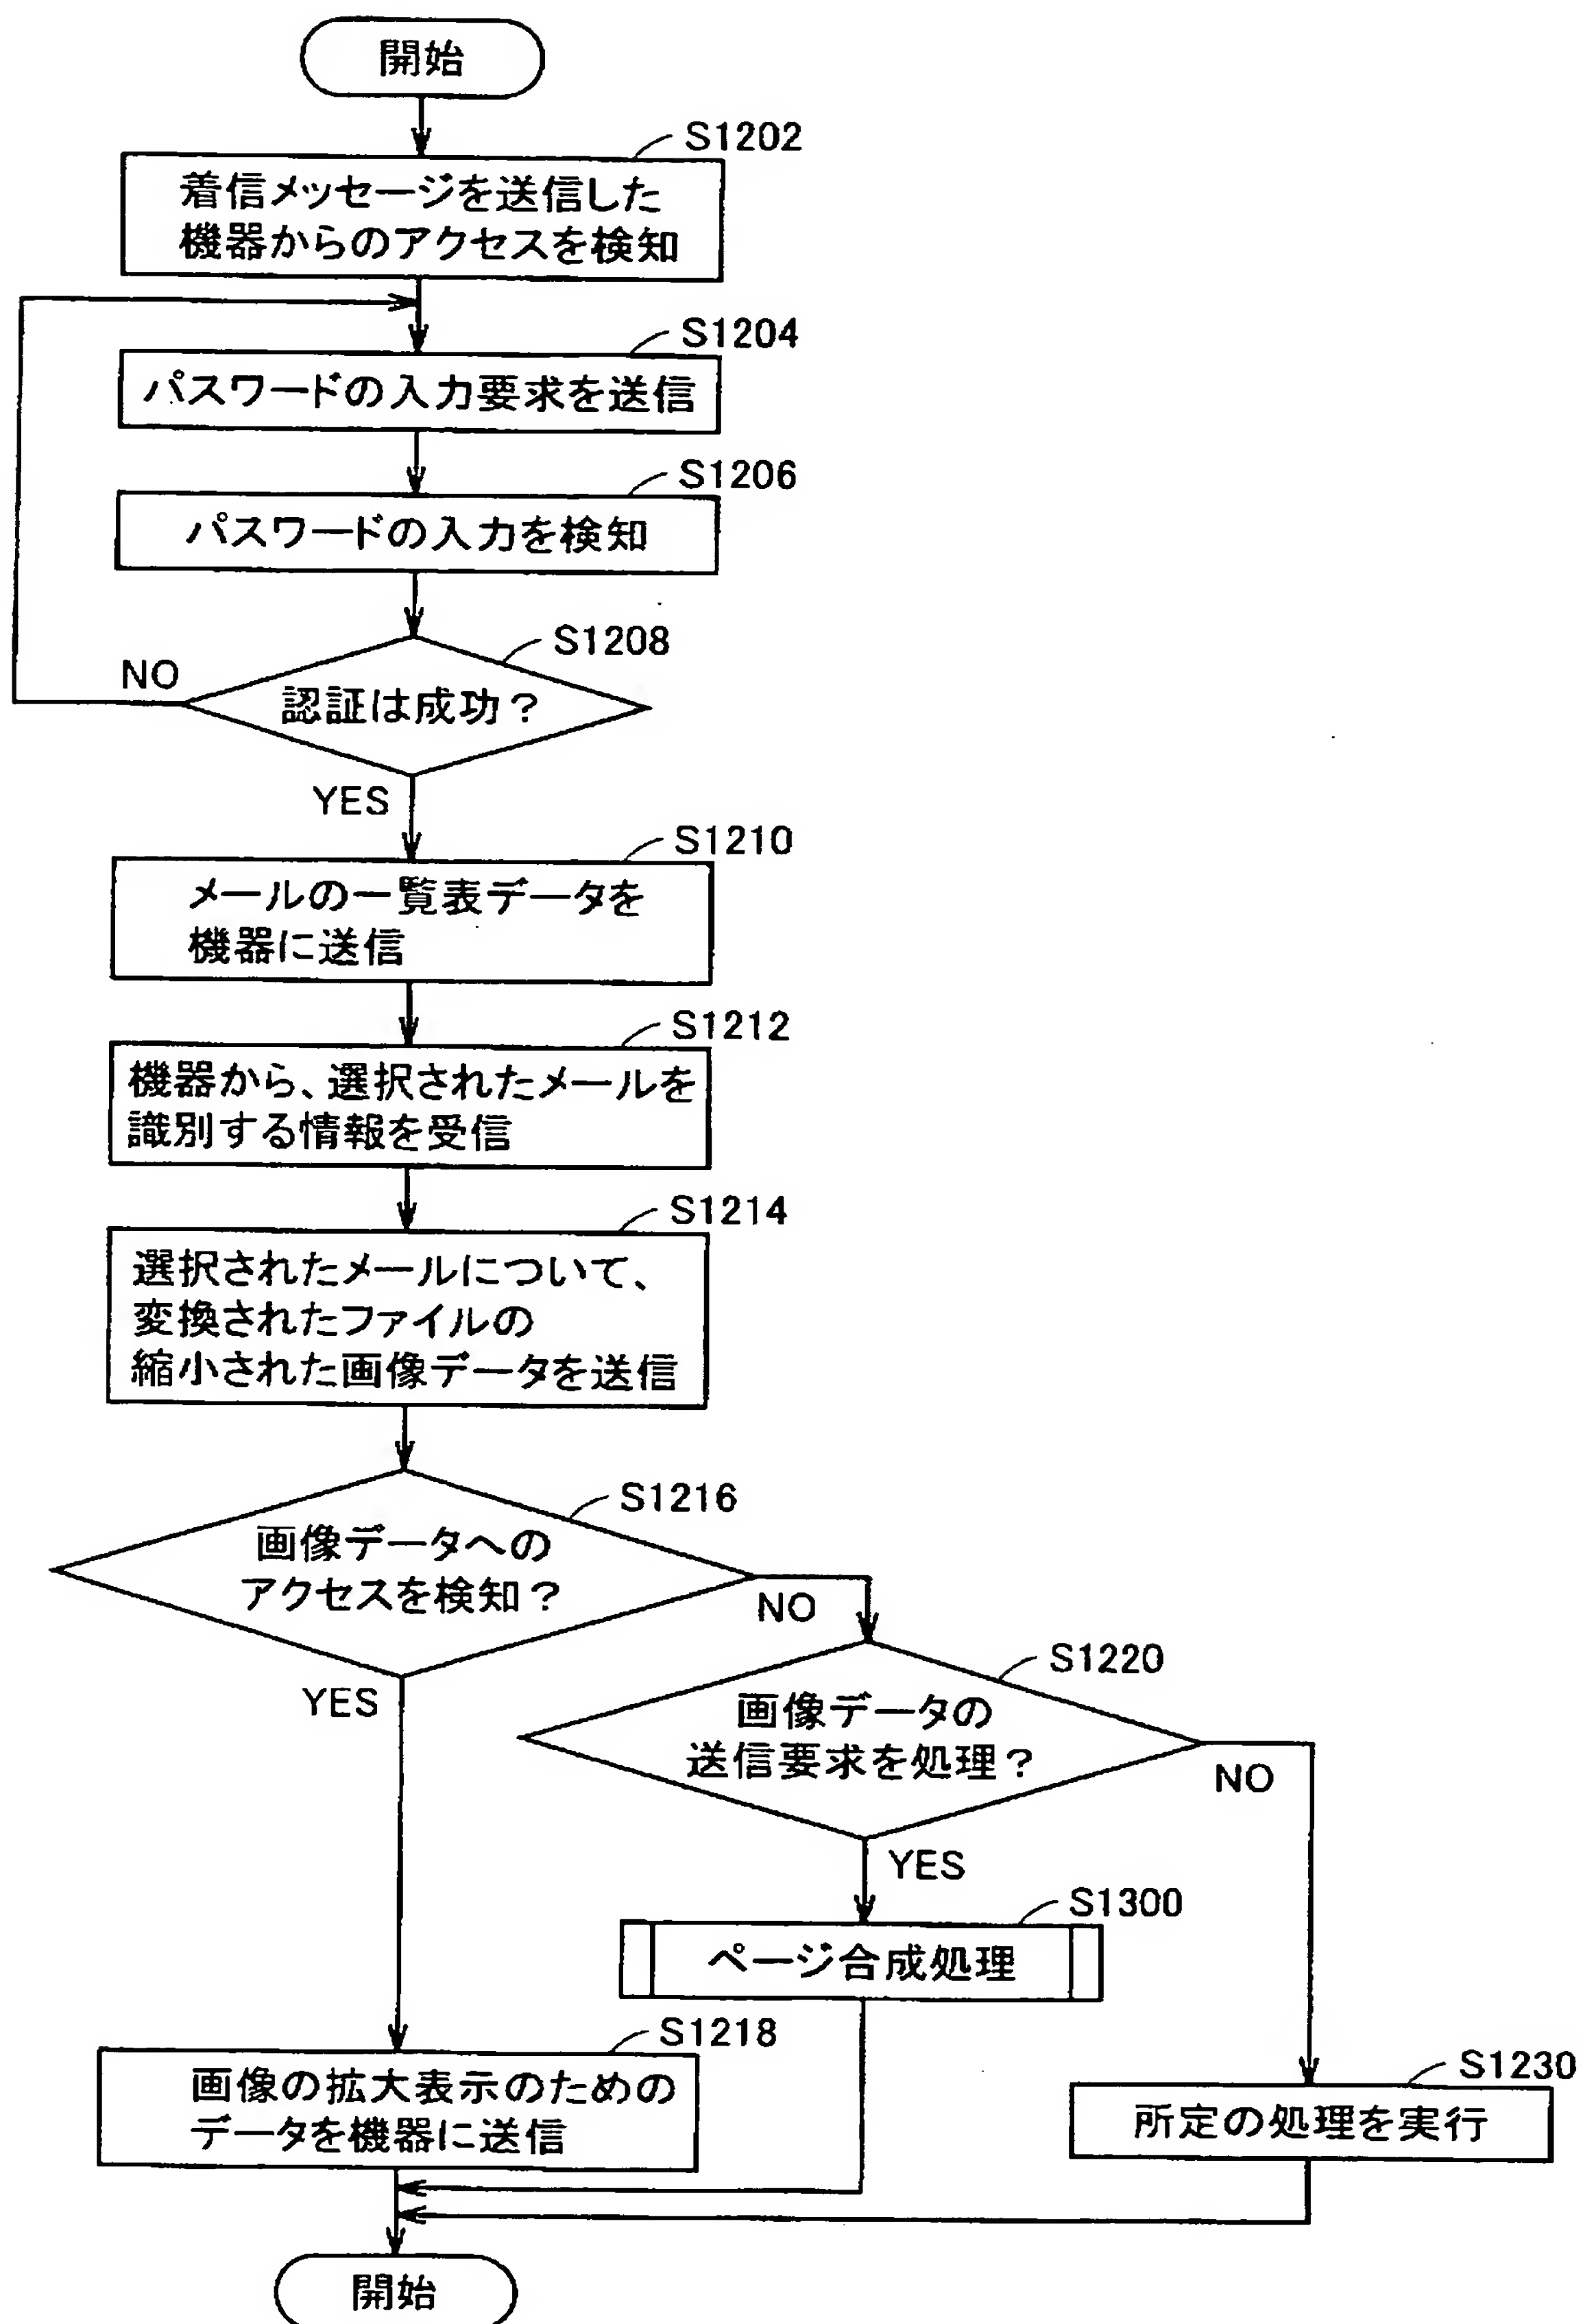 開始
S1202
着信メッセージを送信した
機器からのアクセスを検知
S1204
パスワードの入力要求を送信
S1206
パスワードの入力を検知
S1208
認証は成功？
NO
YES
S1210
メールの一覧表データを
機器に送信
S1212
機器から、選択されたメールを
識別する情報を受信
S1214
選択されたメールについて、
変換されたファイルの
縮小された画像データを送信
S1216
画像データへの
アクセスを検知？
NO
YES
S1220
画像データの
送信要求を処理？
NO
YES
S1300
ページ合成処理
S1218
画像の拡大表示のための
データを機器に送信
S1230
所定の処理を実行
開始